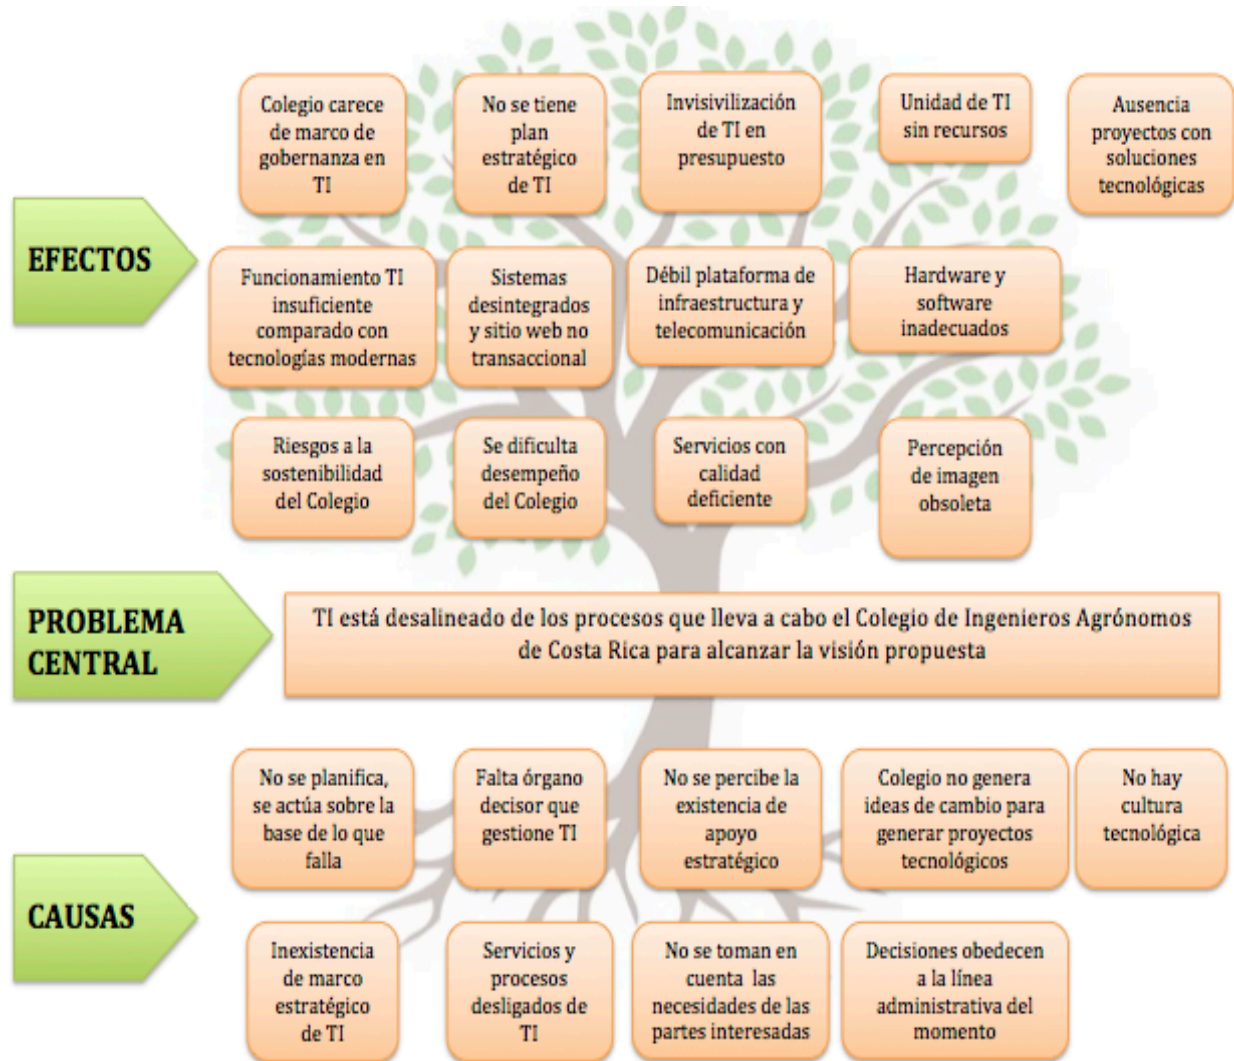 Colegio carece
de marco de
gobernanza en
TI
No se tiene
plan
estratégico
de TI
Invisivilización
de TI en
presupuesto
Unidad de TI
sin recursos
Ausencia
proyectos con
soluciones
tecnológicas
EFECTOS
Funcionamiento TI
insuficiente
comparado con
tecnologías modernas
Sistemas
desintegrados
y sitio web no
transaccional
Débil plataforma de
infraestructura y
telecomunicación
Hardware y
software
inadecuados
Riesgos a la
sostenibilidad
del Colegio
Se dificulta
desempeño
del Colegio
Servicios con
calidad
deficiente
Percepción
de imagen
obsoleta
PROBLEMA
CENTRAL
TI está desalineado de los procesos que lleva a cabo el Colegio de Ingenieros Agrónomos
de Costa Rica para alcanzar la visión propuesta
No se planifica,
se actúa sobre la
base de lo que
falla
Falta órgano
decisor que
gestione TI
No se percibe la
existencia de
apoyo
estratégico
Colegio no genera
ideas de cambio para
generar proyectos
tecnológicos
No hay
cultura
tecnológica
CAUSAS
Inexistencia
de marco
estratégico
de TI
Servicios y
procesos
desligados de
TI
No se toman en
cuenta las
necesidades de las
partes interesadas
Decisiones obedecen
a la línea
administrativa del
momento